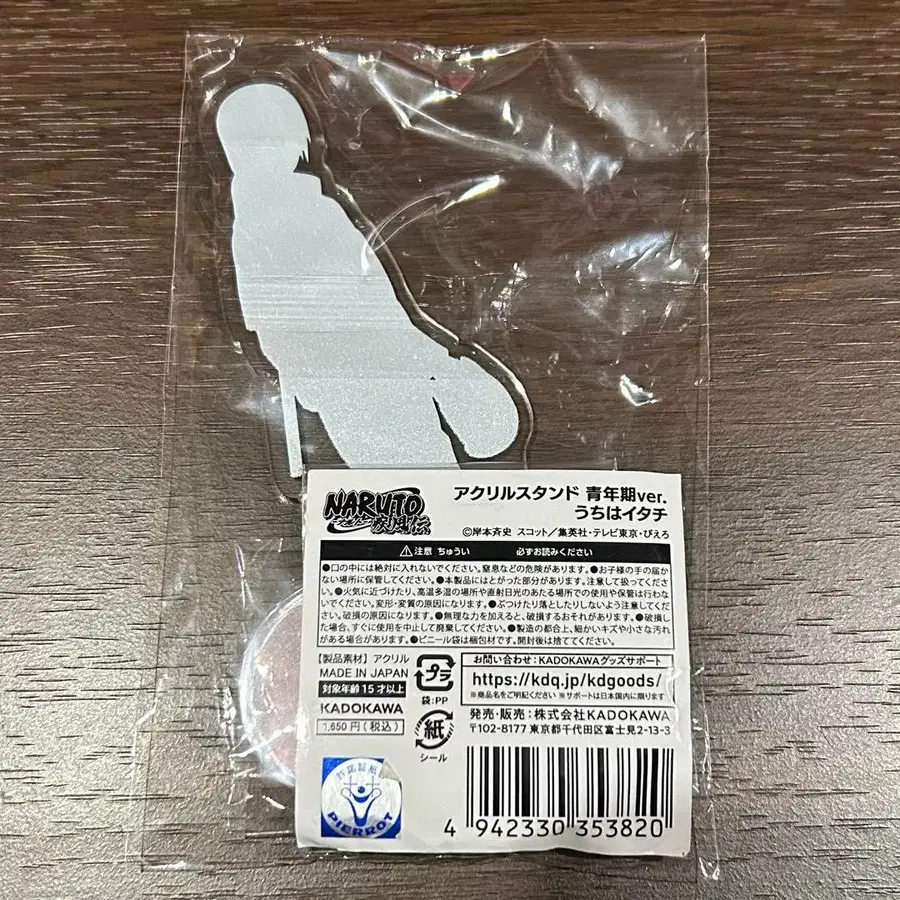 NARUTO
ナルト
疾風伝
アクリルスタンド 青年期ver.
うちはイタチ
©岸本斉史 スコット/集英社・テレビ東京・ぴえろ
注意 ちゅうい 必ずお読みください
●口の中には絶対に入れないでください。窒息などの危険があります。●お子様の手の届か
ない場所に保管してください。●本製品にはとがった部分があります。注意して扱ってくださ
い。●火気に近づけたり、高温多湿の場所や直射日光のあたる場所での使用や保管は行わな
いでください。変形・変質の原因になります。●ぶつけたり落としたりしないよう注意してくだ
さい。破損の原因になります。●無理な力を加えると、破損するおそれがあります。●破損し
た場合、すぐに使用を中止して廃棄してください。●製造の都合上、細かいキズや小さな汚れ
がある場合があります。●ビニール袋は梱包材です。開封後は捨ててください。
【製品素材】アクリル
MADE IN JAPAN
対象年齢15才以上
KADOKAWA
1,650円(税込)
プラ
袋:PP
紙
シール
お問い合わせ:KADOKAWAグッズサポート
https://kdq.jp/kdgoods/
※商品名をご明記ください ※サポートは日本国内に限ります
発売・販売:株式会社KADOKAWA
〒102-8177 東京都千代田区富士見2-13-3
許諾証紙
PIERROT
4 942330 353820